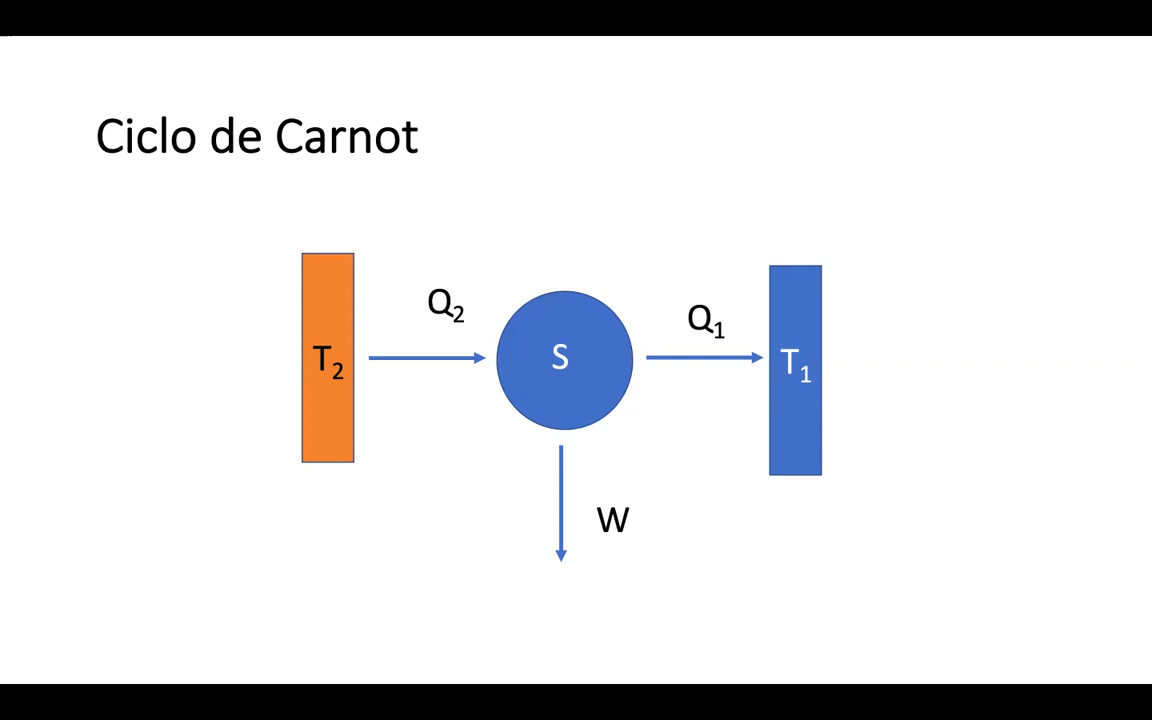 Ciclo de Carnot
Q₂
Q₁
T₂
S
T₁
W